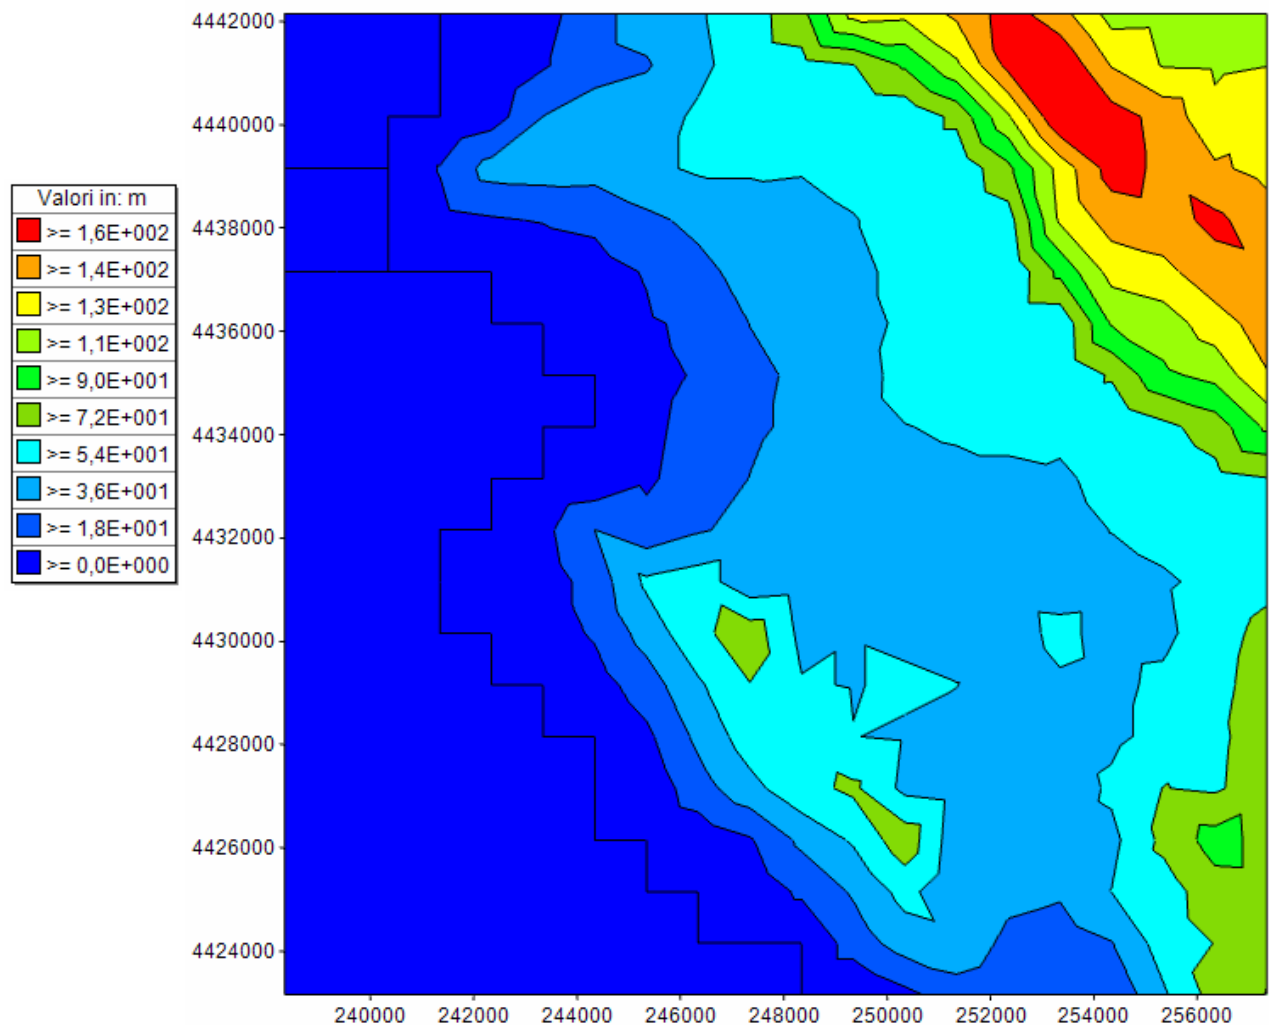 4442000
4440000
4438000
4436000
4434000
4432000
4430000
4428000
4426000
4424000
Valori in: m
>= 1,6E+002
>= 1,4E+002
>= 1,3E+002
>= 1,1E+002
>= 9,0E+001
>= 7,2E+001
>= 5,4E+001
>= 3,6E+001
>= 1,8E+001
>= 0,0E+000
240000 242000 244000 246000 248000 250000 252000 254000 256000